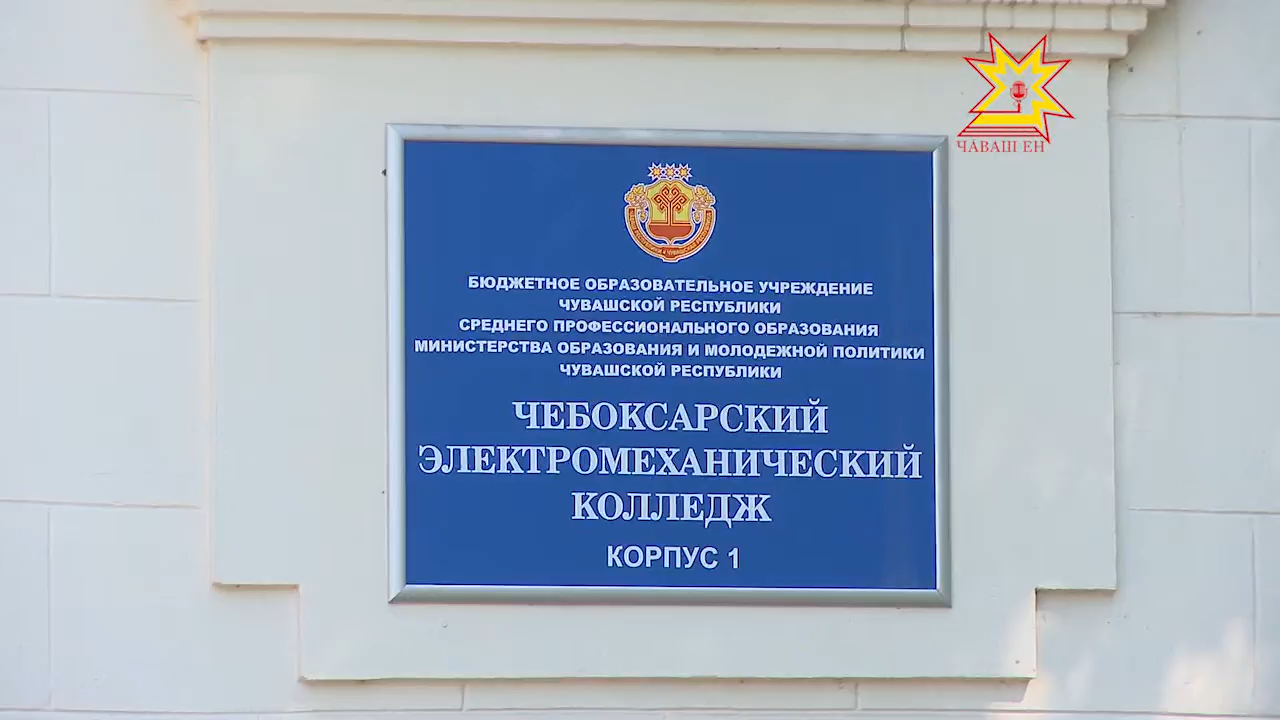 ЧӐВАШ ЕН
БЮДЖЕТНОЕ ОБРАЗОВАТЕЛЬНОЕ УЧРЕЖДЕНИЕ
ЧУВАШСКОЙ РЕСПУБЛИКИ
СРЕДНЕГО ПРОФЕССИОНАЛЬНОГО ОБРАЗОВАНИЯ
МИНИСТЕРСТВА ОБРАЗОВАНИЯ И МОЛОДЕЖНОЙ ПОЛИТИКИ
ЧУВАШСКОЙ РЕСПУБЛИКИ
ЧЕБОКСАРСКИЙ
ЭЛЕКТРОМЕХАНИЧЕСКИЙ
КОЛЛЕДЖ
КОРПУС 1